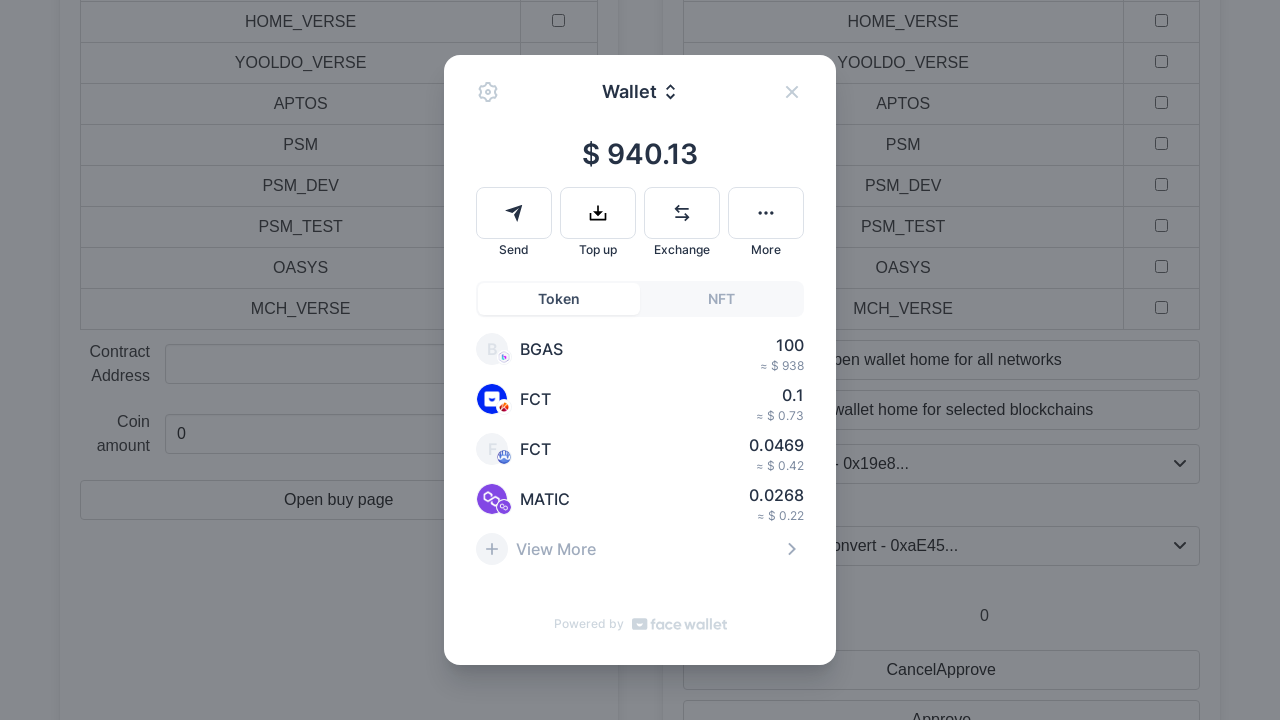 HOME_VERSE
YOOLDO_VERSE
APTOS
PSM
PSM_DEV
PSM_TEST
OASYS
MCH_VERSE
Contract
Address
Coin
amount
0
Open buy page
Wallet
$ 940.13
Send
Top up
Exchange
More
Token
NFT
B
BGAS
100
≈ $ 938
FCT
0.1
≈ $ 0.73
F
FCT
0.0469
≈ $ 0.42
MATIC
0.0268
≈ $ 0.22
View More
Powered by face wallet
HOME_VERSE
YOOLDO_VERSE
APTOS
PSM
PSM_DEV
PSM_TEST
OASYS
MCH_VERSE
wallet home for all networks
wallet home for selected blockchains
- 0x19e8...
- 0xaE45...
0
CancelApprove
Approve